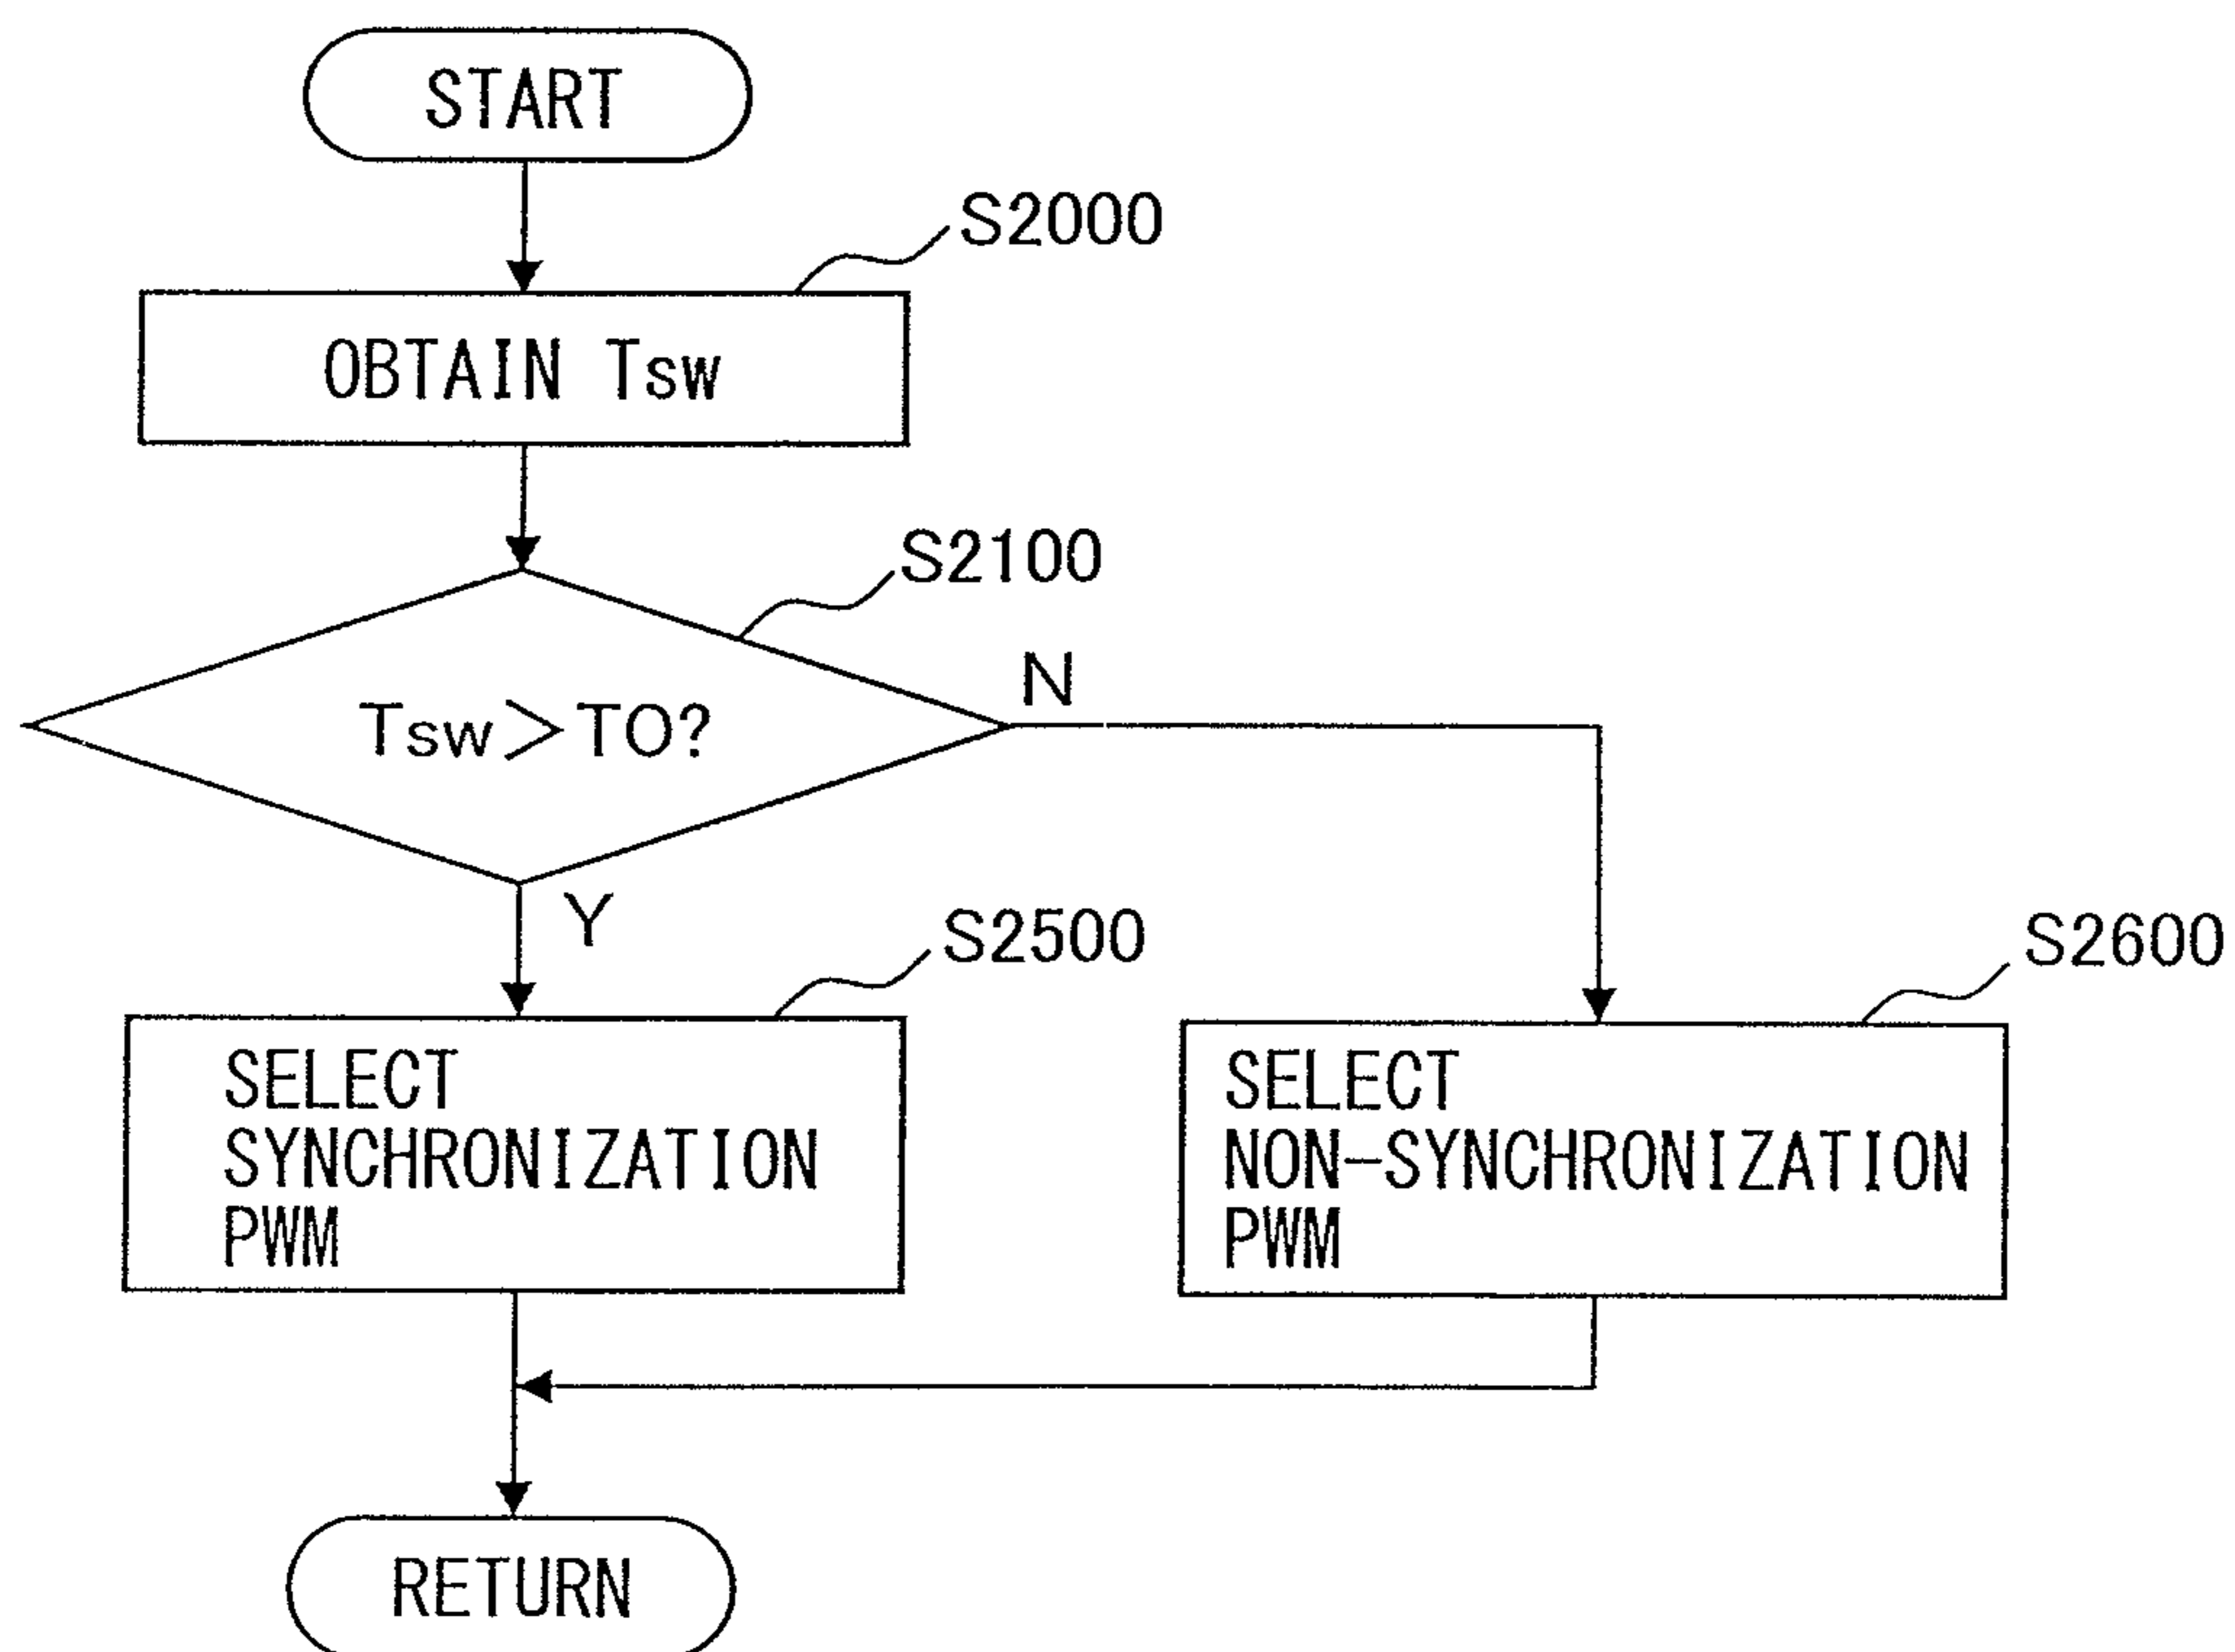 START
S2000
OBTAIN Tsw
S2100
Tsw>TO?
N
Y
S2500
S2600
SELECT
SYNCHRONIZATION
PWM
SELECT
NON-SYNCHRONIZATION
PWM
RETURN